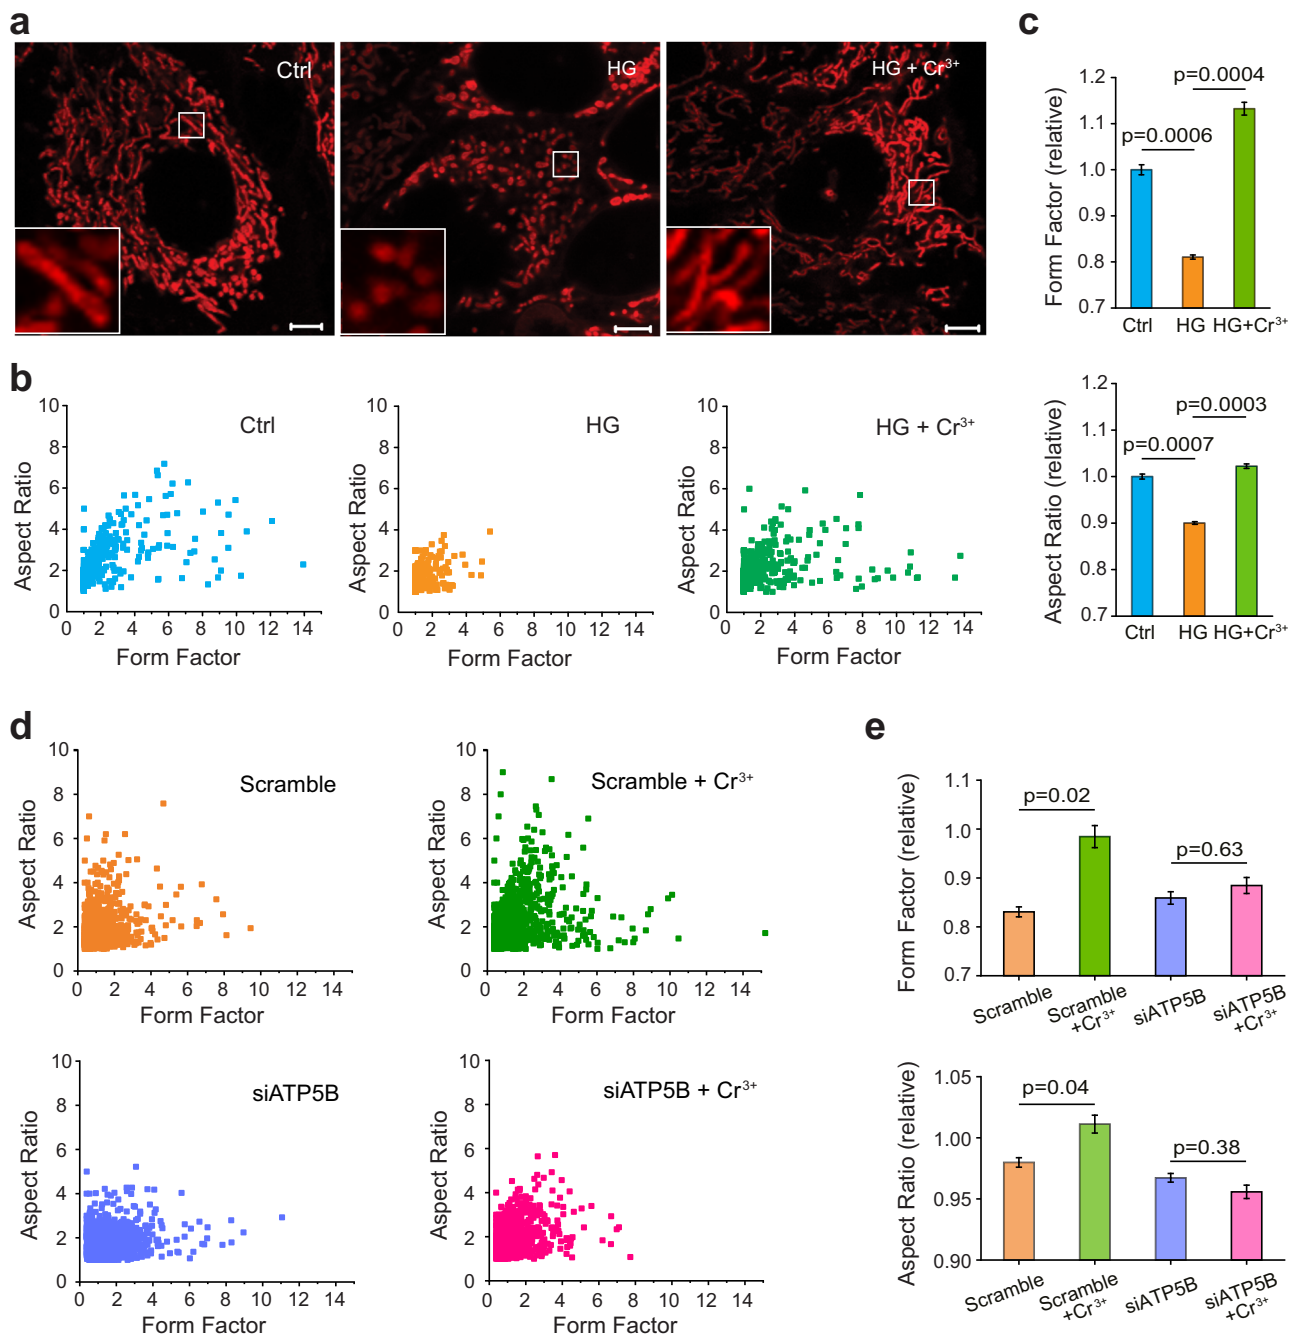 a
Ctrl
HG
HG + Cr³⁺
b
10
8
6
4
2
0
Aspect Ratio
Ctrl
0 2 4 6 8 10 12 14
Form Factor
10
8
6
4
2
0
Aspect Ratio
HG
0 2 4 6 8 10 12 14
Form Factor
10
8
6
4
2
0
Aspect Ratio
HG + Cr³⁺
0 2 4 6 8 10 12 14
Form Factor
c
1.2
1.1
1.0
0.9
0.8
0.7
Form Factor (relative)
p=0.0004
p=0.0006
Ctrl HG HG+Cr³⁺
1.2
1.1
1.0
0.9
0.8
0.7
Aspect Ratio (relative)
p=0.0003
p=0.0007
Ctrl HG HG+Cr³⁺
d
10
8
6
4
2
0
Aspect Ratio
Scramble
0 2 4 6 8 10 12 14
Form Factor
10
8
6
4
2
0
Aspect Ratio
Scramble + Cr³⁺
0 2 4 6 8 10 12 14
Form Factor
10
8
6
4
2
0
Aspect Ratio
siATP5B
0 2 4 6 8 10 12 14
Form Factor
10
8
6
4
2
0
Aspect Ratio
siATP5B + Cr³⁺
0 2 4 6 8 10 12 14
Form Factor
e
1.1
1.0
0.9
0.8
0.7
Form Factor (relative)
p=0.02
p=0.63
Scramble
Scramble
+Cr³⁺
siATP5B
siATP5B
+Cr³⁺
1.05
1.00
0.95
0.90
Aspect Ratio (relative)
p=0.04
p=0.38
Scramble
Scramble
+Cr³⁺
siATP5B
siATP5B
+Cr³⁺